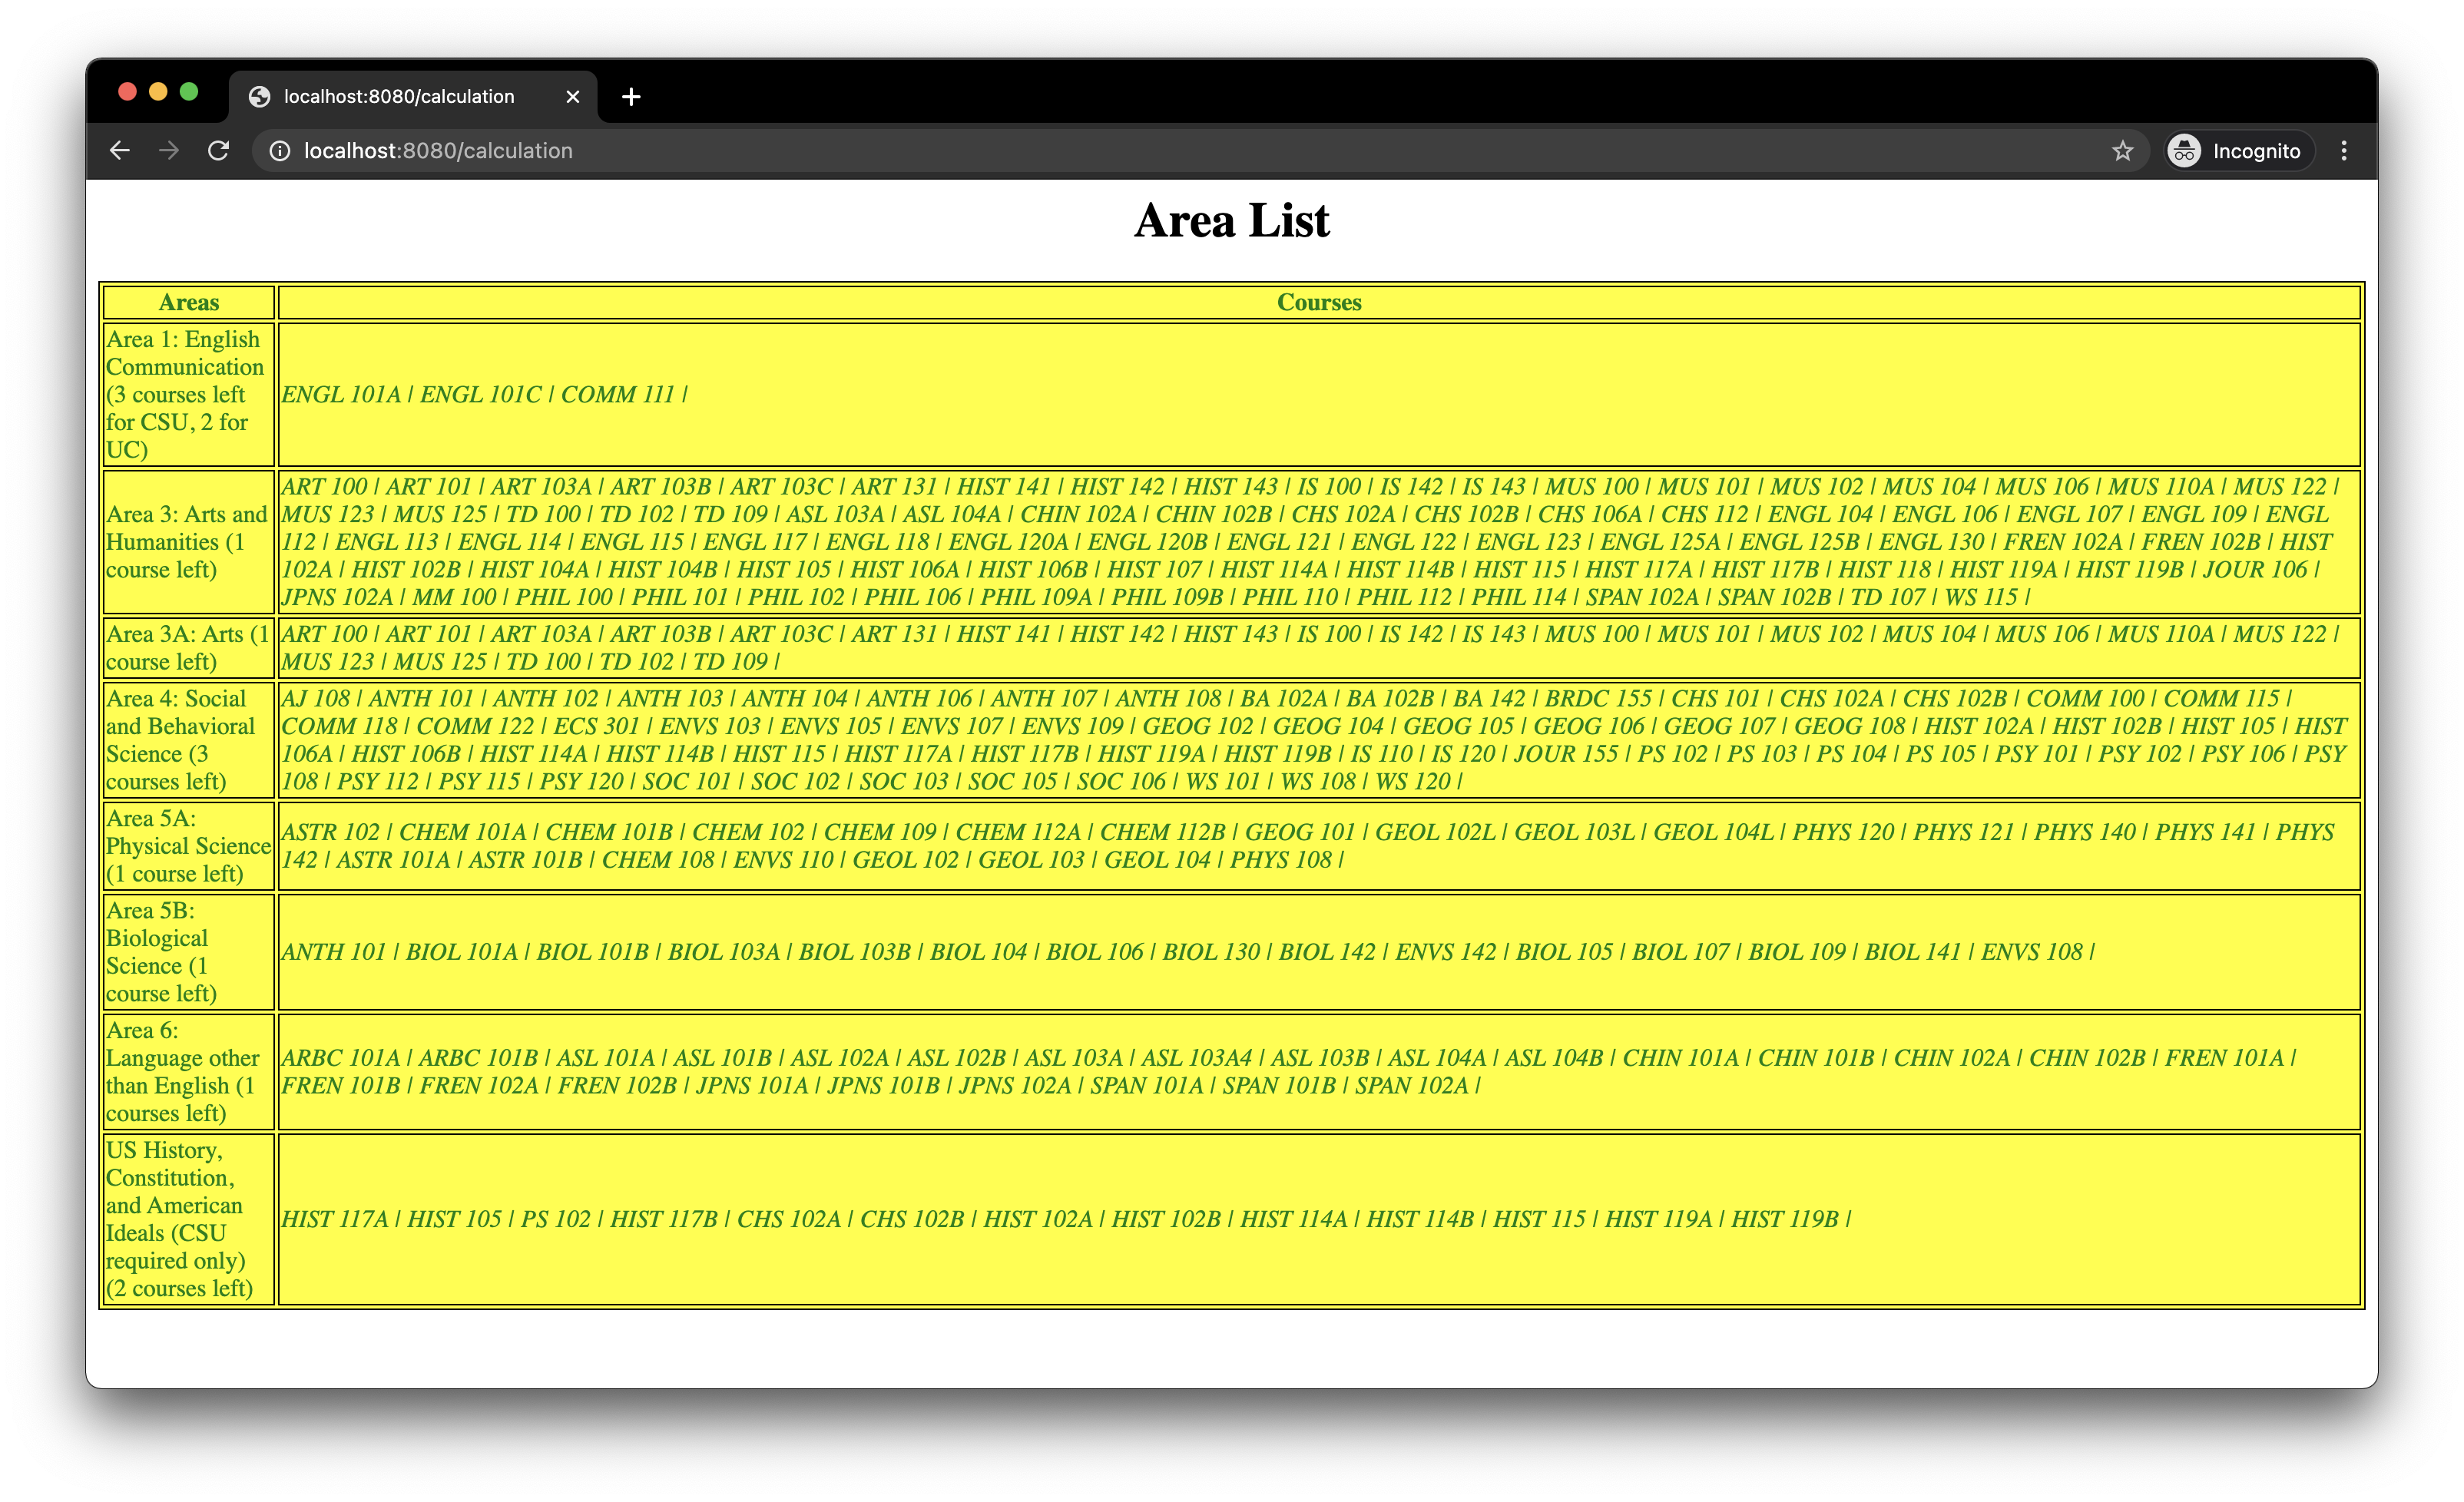 localhost:8080/calculation
localhost:8080/calculation
Incognito
Area List
Areas
Courses
Area 1: English
Communication
(3 courses left
for CSU, 2 for
UC)
ENGL 101A | ENGL 101C | COMM 111 |
Area 3: Arts and
Humanities (1
course left)
ART 100 | ART 101 | ART 103A | ART 103B | ART 103C | ART 131 | HIST 141 | HIST 142 | HIST 143 | IS 100 | IS 142 | IS 143 | MUS 100 | MUS 101 | MUS 102 | MUS 104 | MUS 106 | MUS 110A | MUS 122 |
MUS 123 | MUS 125 | TD 100 | TD 102 | TD 109 | ASL 103A | ASL 104A | CHIN 102A | CHIN 102B | CHS 102A | CHS 102B | CHS 106A | CHS 112 | ENGL 104 | ENGL 106 | ENGL 107 | ENGL 109 | ENGL
112 | ENGL 113 | ENGL 114 | ENGL 115 | ENGL 117 | ENGL 118 | ENGL 120A | ENGL 120B | ENGL 121 | ENGL 122 | ENGL 123 | ENGL 125A | ENGL 125B | ENGL 130 | FREN 102A | FREN 102B | HIST
102A | HIST 102B | HIST 104A | HIST 104B | HIST 105 | HIST 106A | HIST 106B | HIST 107 | HIST 114A | HIST 114B | HIST 115 | HIST 117A | HIST 117B | HIST 118 | HIST 119A | HIST 119B | JOUR 106 |
JPNS 102A | MM 100 | PHIL 100 | PHIL 101 | PHIL 102 | PHIL 106 | PHIL 109A | PHIL 109B | PHIL 110 | PHIL 112 | PHIL 114 | SPAN 102A | SPAN 102B | TD 107 | WS 115 |
Area 3A: Arts (1
course left)
ART 100 | ART 101 | ART 103A | ART 103B | ART 103C | ART 131 | HIST 141 | HIST 142 | HIST 143 | IS 100 | IS 142 | IS 143 | MUS 100 | MUS 101 | MUS 102 | MUS 104 | MUS 106 | MUS 110A | MUS 122 |
MUS 123 | MUS 125 | TD 100 | TD 102 | TD 109 |
Area 4: Social
and Behavioral
Science (3
courses left)
AJ 108 | ANTH 101 | ANTH 102 | ANTH 103 | ANTH 104 | ANTH 106 | ANTH 107 | ANTH 108 | BA 102A | BA 102B | BA 142 | BRDC 155 | CHS 101 | CHS 102A | CHS 102B | COMM 100 | COMM 115 |
COMM 118 | COMM 122 | ECS 301 | ENVS 103 | ENVS 105 | ENVS 107 | ENVS 109 | GEOG 102 | GEOG 104 | GEOG 105 | GEOG 106 | GEOG 107 | GEOG 108 | HIST 102A | HIST 102B | HIST 105 | HIST
106A | HIST 106B | HIST 114A | HIST 114B | HIST 115 | HIST 117A | HIST 117B | HIST 119A | HIST 119B | IS 110 | IS 120 | JOUR 155 | PS 102 | PS 103 | PS 104 | PS 105 | PSY 101 | PSY 102 | PSY 106 | PSY
108 | PSY 112 | PSY 115 | PSY 120 | SOC 101 | SOC 102 | SOC 103 | SOC 105 | SOC 106 | WS 101 | WS 108 | WS 120 |
Area 5A:
Physical Science
(1 course left)
ASTR 102 | CHEM 101A | CHEM 101B | CHEM 102 | CHEM 109 | CHEM 112A | CHEM 112B | GEOG 101 | GEOL 102L | GEOL 103L | GEOL 104L | PHYS 120 | PHYS 121 | PHYS 140 | PHYS 141 | PHYS
142 | ASTR 101A | ASTR 101B | CHEM 108 | ENVS 110 | GEOL 102 | GEOL 103 | GEOL 104 | PHYS 108 |
Area 5B:
Biological
Science (1
course left)
ANTH 101 | BIOL 101A | BIOL 101B | BIOL 103A | BIOL 103B | BIOL 104 | BIOL 106 | BIOL 130 | BIOL 142 | ENVS 142 | BIOL 105 | BIOL 107 | BIOL 109 | BIOL 141 | ENVS 108 |
Area 6:
Language other
than English (1
courses left)
ARBC 101A | ARBC 101B | ASL 101A | ASL 101B | ASL 102A | ASL 102B | ASL 103A | ASL 103A4 | ASL 103B | ASL 104A | ASL 104B | CHIN 101A | CHIN 101B | CHIN 102A | CHIN 102B | FREN 101A |
FREN 101B | FREN 102A | FREN 102B | JPNS 101A | JPNS 101B | JPNS 102A | SPAN 101A | SPAN 101B | SPAN 102A |
US History,
Constitution,
and American
Ideals (CSU
required only)
(2 courses left)
HIST 117A | HIST 105 | PS 102 | HIST 117B | CHS 102A | CHS 102B | HIST 102A | HIST 102B | HIST 114A | HIST 114B | HIST 115 | HIST 119A | HIST 119B |